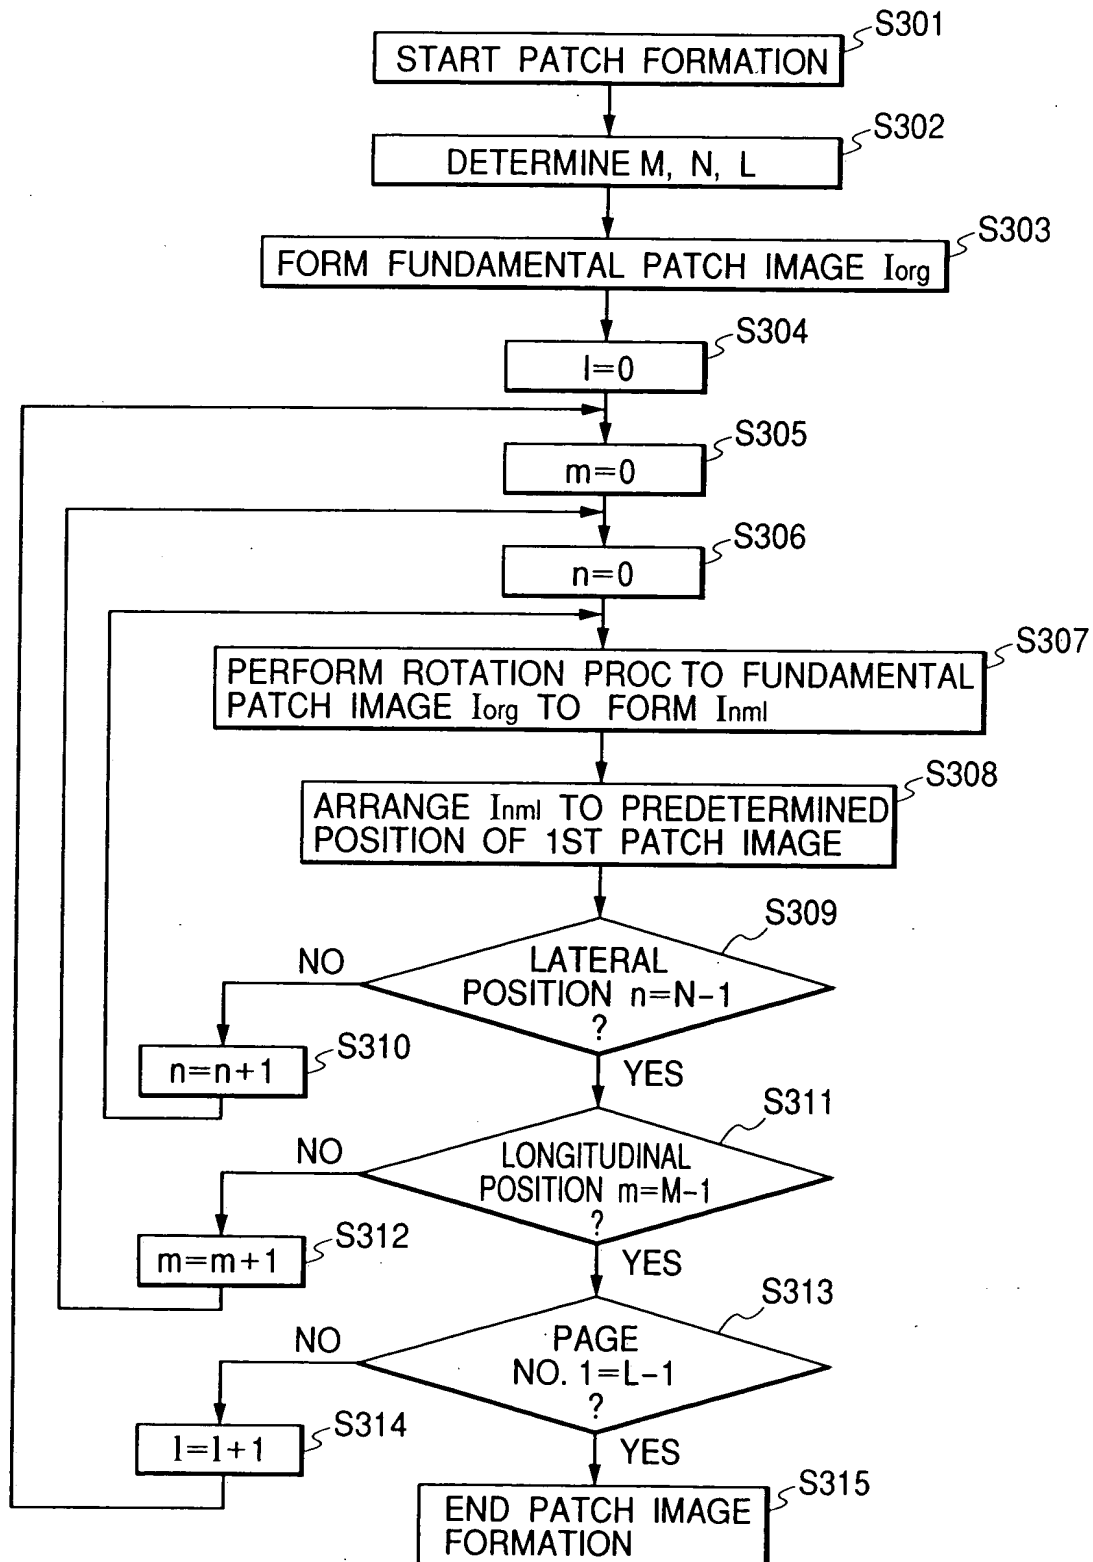 S301
START PATCH FORMATION
S302
DETERMINE M, N, L
S303
FORM FUNDAMENTAL PATCH IMAGE Iorg
S304
l=0
S305
m=0
S306
n=0
S307
PERFORM ROTATION PROC TO FUNDAMENTAL
PATCH IMAGE Iorg TO FORM Inml
S308
ARRANGE Inml TO PREDETERMINED
POSITION OF 1ST PATCH IMAGE
S309
LATERAL
POSITION n=N-1
?
NO
YES
S310
n=n+1
S311
LONGITUDINAL
POSITION m=M-1
?
NO
YES
S312
m=m+1
S313
PAGE
NO. 1=L-1
?
NO
YES
S314
l=l+1
S315
END PATCH IMAGE
FORMATION